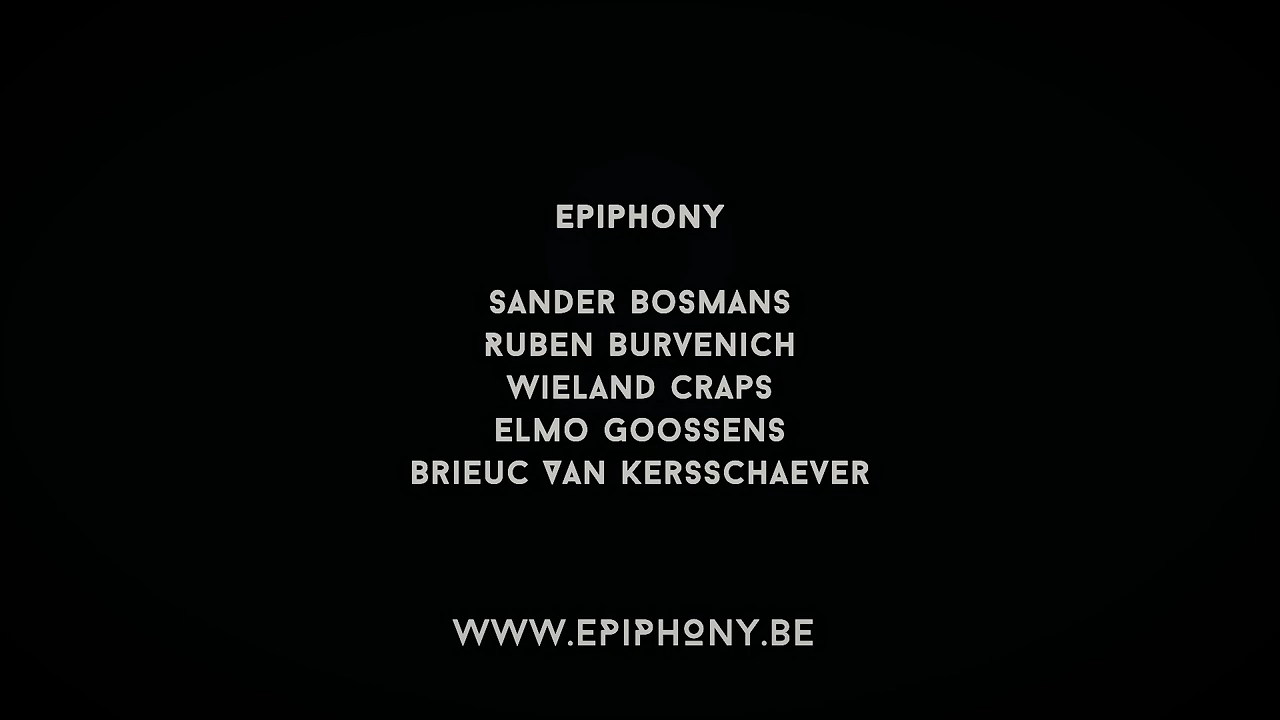 EPIPHONY
SANDER BOSMANS
RUBEN BURVENICH
WIELAND CRAPS
ELMO GOOSSENS
BRIEUC VAN KERSSCHAEVER
WWW.EPIPHONY.BE